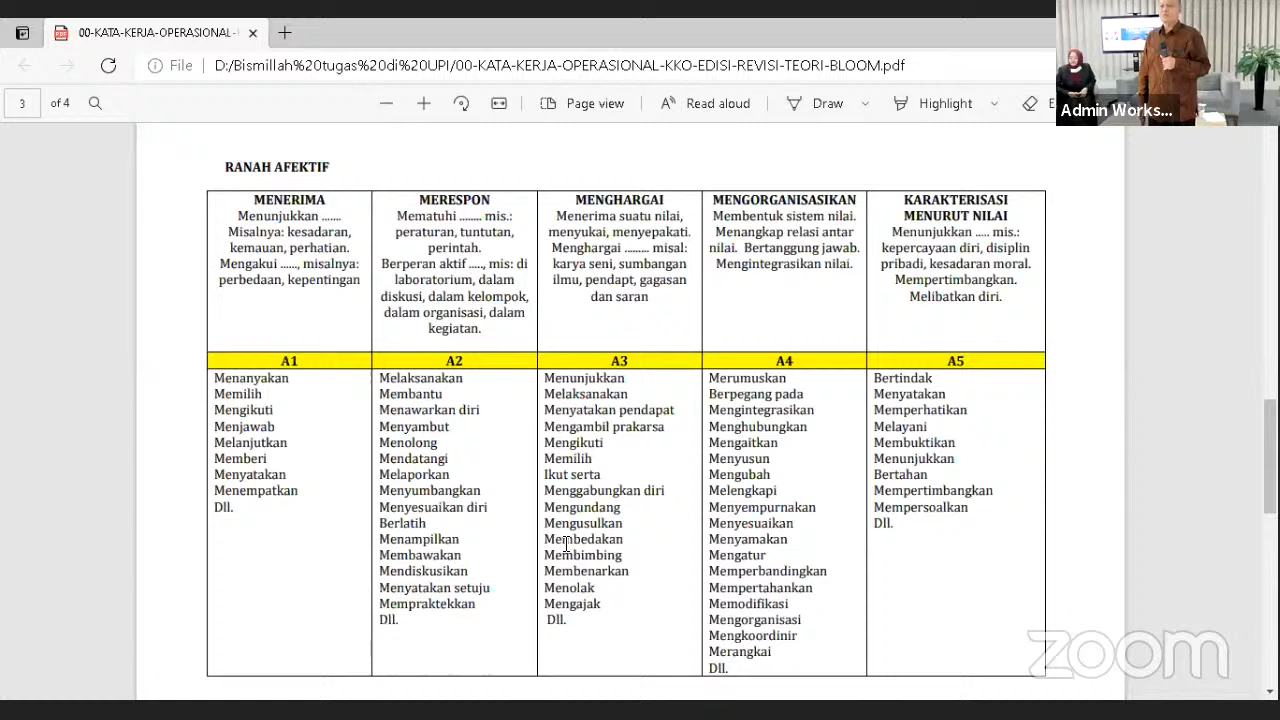 00-KATA-KERJA-OPERASIONAL-
File
D:/Bismillah%20tugas%20di%20LI/00-KATA-KERJA-OPERASIONAL-KKO-EDISI-REVISI-TEORI-BLOOM.pdf
3 of 4
Page view
Read aloud
Draw
Highlight
Admin Works...
RANAH AFEKTIF
MENERIMA
Menunjukkan .......
Misalnya: kesadaran,
kemauan, perhatian.
Mengakui ......, misalnya:
perbedaan, kepentingan
MERESPON
Mematuhi ........ mis.:
peraturan, tuntutan,
perintah.
Berperan aktif ....., mis: di
laboratorium, dalam
diskusi, dalam kelompok,
dalam organisasi, dalam
kegiatan.
MENGHARGAI
Menerima suatu nilai,
menyukai, menyepakati.
Menghargai ......... misal:
karya seni, sumbangan
ilmu, pendapt, gagasan
dan saran
MENGORGANISASIKAN
Membentuk sistem nilai.
Menangkap relasi antar
nilai. Bertanggung jawab.
Mengintegrasikan nilai.
KARAKTERISASI
MENURUT NILAI
Menunjukkan ..... mis.:
kepercayaan diri, disiplin
pribadi, kesadaran moral.
Mempertimbangkan.
Melibatkan diri.
A1
Menanyakan
Memilih
Mengikuti
Menjawab
Melanjutkan
Memberi
Menyatakan
Menempatkan
Dll.
A2
Melaksanakan
Membantu
Menawarkan diri
Menyambut
Menolong
Mendatangi
Melaporkan
Menyumbangkan
Menyesuaikan diri
Berlatih
Menampilkan
Membawakan
Mendiskusikan
Menyatakan setuju
Mempraktekkan
Dll.
A3
Menunjukkan
Melaksanakan
Menyatakan pendapat
Mengambil prakarsa
Mengikuti
Memilih
Ikut serta
Menggabungkan diri
Mengundang
Mengusulkan
Membedakan
Membimbing
Membenarkan
Menolak
Mengajak
Dll.
A4
Merumuskan
Berpegang pada
Mengintegrasikan
Menghubungkan
Mengaitkan
Menyusun
Mengubah
Melengkapi
Menyempurnakan
Menyesuaikan
Menyamakan
Mengatur
Memperbandingkan
Mempertahankan
Memodifikasi
Mengorganisasi
Mengkoordinir
Merangkai
Dll.
A5
Bertindak
Menyatakan
Memperhatikan
Melayani
Membuktikan
Menunjukkan
Bertahan
Mempertimbangkan
Mempersoalkan
Dll.
zoom